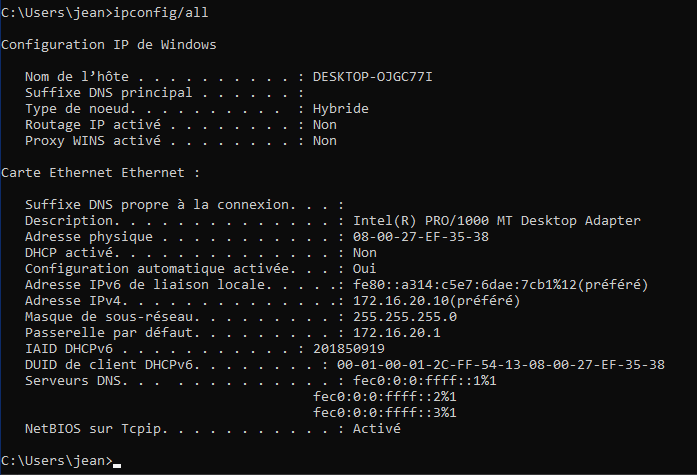 C:\Users\jean>ipconfig/all
Configuration IP de Windows
Nom de l’hôte . . . . . . . . . . : DESKTOP-OJGC77I
Suffixe DNS principal . . . . . . :
Type de noeud. . . . . . . . . . : Hybride
Routage IP activé . . . . . . . . : Non
Proxy WINS activé . . . . . . . . : Non
Carte Ethernet Ethernet :
Suffixe DNS propre à la connexion. . . :
Description. . . . . . . . . . . . . . : Intel(R) PRO/1000 MT Desktop Adapter
Adresse physique . . . . . . . . . . . : 08-00-27-EF-35-38
DHCP activé. . . . . . . . . . . . . . : Non
Configuration automatique activée. . . : Oui
Adresse IPv6 de liaison locale. . . . .: fe80::a314:c5e7:6dae:7cb1%12(préféré)
Adresse IPv4. . . . . . . . . . . . . .: 172.16.20.10(préféré)
Masque de sous-réseau. . . . . . . . . : 255.255.255.0
Passerelle par défaut. . . . . . . . . : 172.16.20.1
IAID DHCPv6 . . . . . . . . . . . : 201850919
DUID de client DHCPv6. . . . . . . . : 00-01-00-01-2C-FF-54-13-08-00-27-EF-35-38
Serveurs DNS. . . . . . . . . . . . . : fec0:0:0:ffff::1%1
fec0:0:0:ffff::2%1
fec0:0:0:ffff::3%1
NetBIOS sur Tcpip. . . . . . . . . . . : Activé
C:\Users\jean>